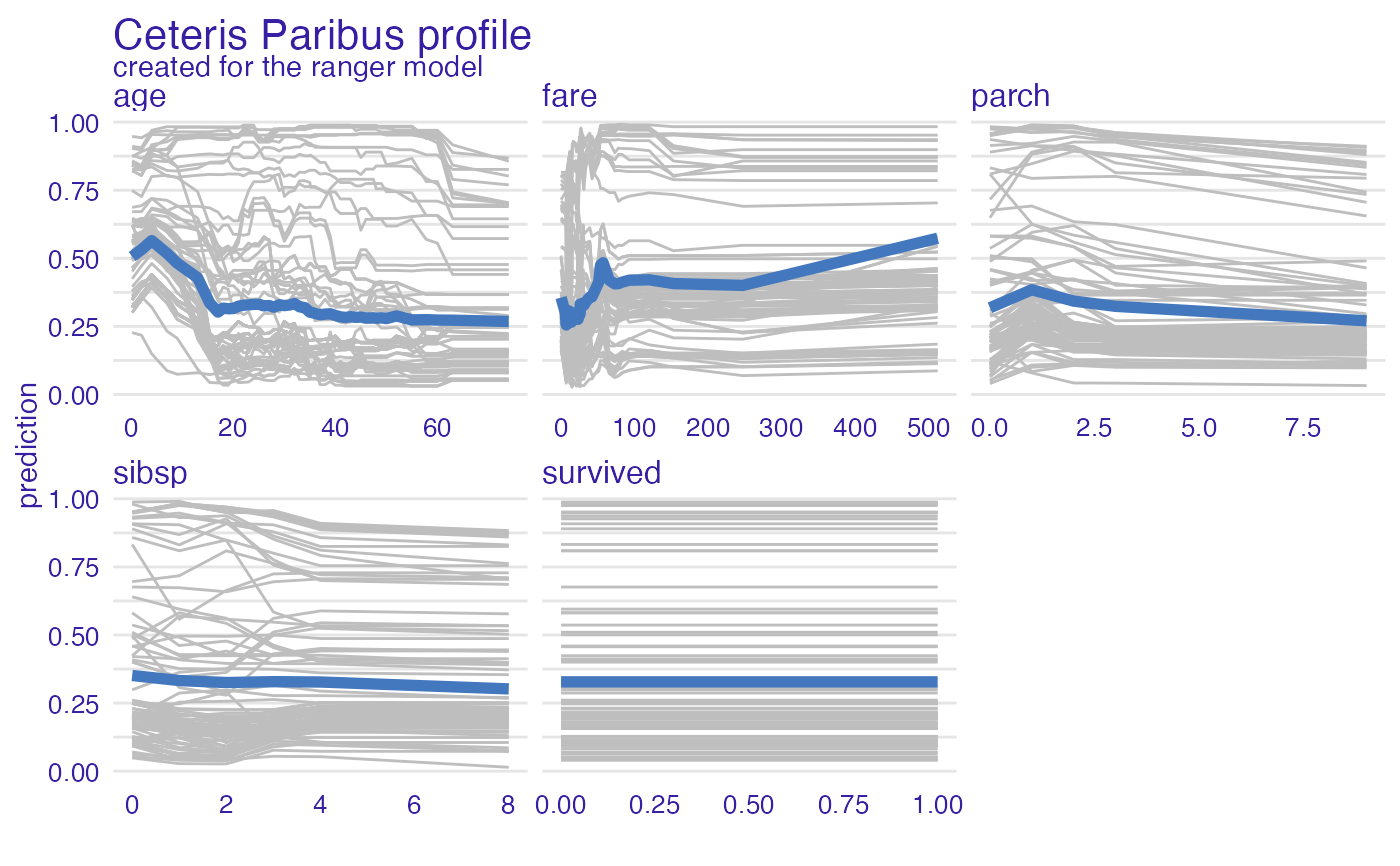 Ceteris Paribus profile
created for the ranger model
age
fare
parch
1.00
0.75
0.50
0.25
0.00
0 20 40 60
0 100 200 300 400 500
0.0 2.5 5.0 7.5
prediction
sibsp
survived
1.00
0.75
0.50
0.25
0.00
0 2 4 6 8
0.00 0.25 0.50 0.75 1.00